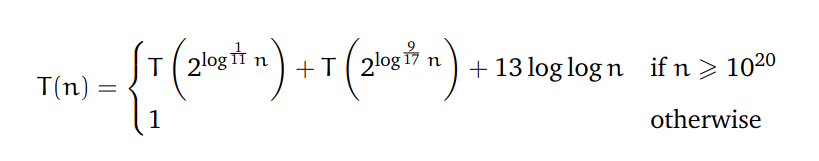 T(n) = { T(2^{log^{1/11} n}) + T(2^{log^{9/17} n}) + 13 log log n if n ⩾ 10^{20}
1 otherwise